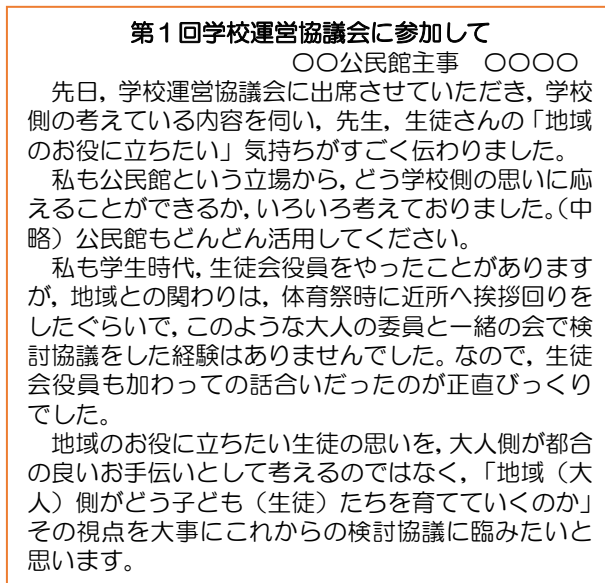 第1回学校運営協議会に参加して
〇〇公民館主事　〇〇〇〇
　先日，学校運営協議会に出席させていただき，学校
側の考えている内容を伺い，先生，生徒さんの「地域
のお役に立ちたい」気持ちがすごく伝わりました。
　私も公民館という立場から，どう学校側の思いに応
えることができるか，いろいろ考えておりました。（中
略）公民館もどんどん活用してください。
　私も学生時代，生徒会役員をやったことがあります
が，地域との関わりは，体育祭時に近所へ挨拶回りを
したぐらいで，このような大人の委員と一緒の会で検
討協議をした経験はありませんでした。なので，生徒
会役員も加わっての話合いだったのが正直びっくり
でした。
　地域のお役に立ちたい生徒の思いを，大人側が都合
の良いお手伝いとして考えるのではなく，「地域（大
人）側がどう子ども（生徒）たちを育てていくのか」
その視点を大事にこれからの検討協議に臨みたいと
思います。